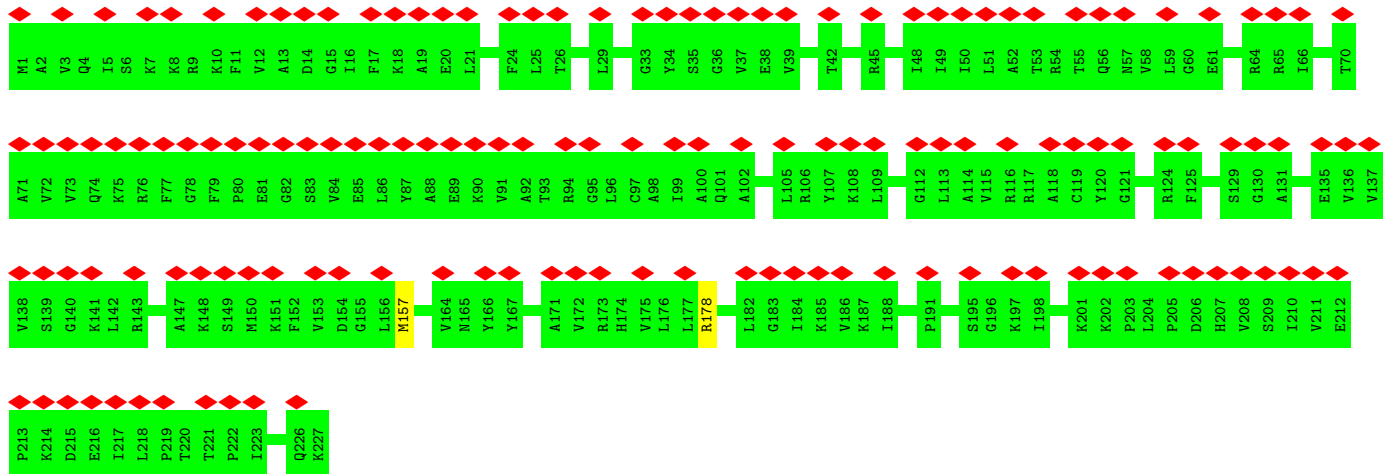 M1 A2 V3 Q4 I5 S6 K7 K8 R9 K10 F11 V12 A13 D14 G15 I16 F17 K18 A19 E20 L21 F24 L25 T26 L29 G33 Y34 S35 G36 V37 E38 V39 T42 R45 I48 I49 I50 L51 A52 T53 R54 T55 Q56 N57 V58 L59 G60 E61 R64 R65 I66 T70
A71 V72 V73 Q74 K75 R76 F77 G78 F79 P80 E81 G82 S83 V84 E85 L86 Y87 A88 E89 K90 V91 A92 T93 R94 G95 L96 C97 A98 I99 A100 Q101 A102 L105 R106 Y107 K108 L109 G112 L113 A114 V115 R116 R117 A118 C119 Y120 G121 R124 F125 S129 G130 A131 E135 V136 V137
V138 S139 G140 K141 L142 R143 A147 K148 S149 M150 K151 F152 V153 D154 G155 L156 M157 V164 N165 Y166 Y167 A171 V172 R173 H174 V175 L176 L177 R178 L182 G183 I184 K185 V186 K187 I188 P191 S195 G196 K197 I198 K201 K202 P203 L204 P205 D206 H207 V208 S209 I210 V211 E212
P213 K214 D215 E216 I217 L218 P219 T220 T221 P222 I223 Q226 K227